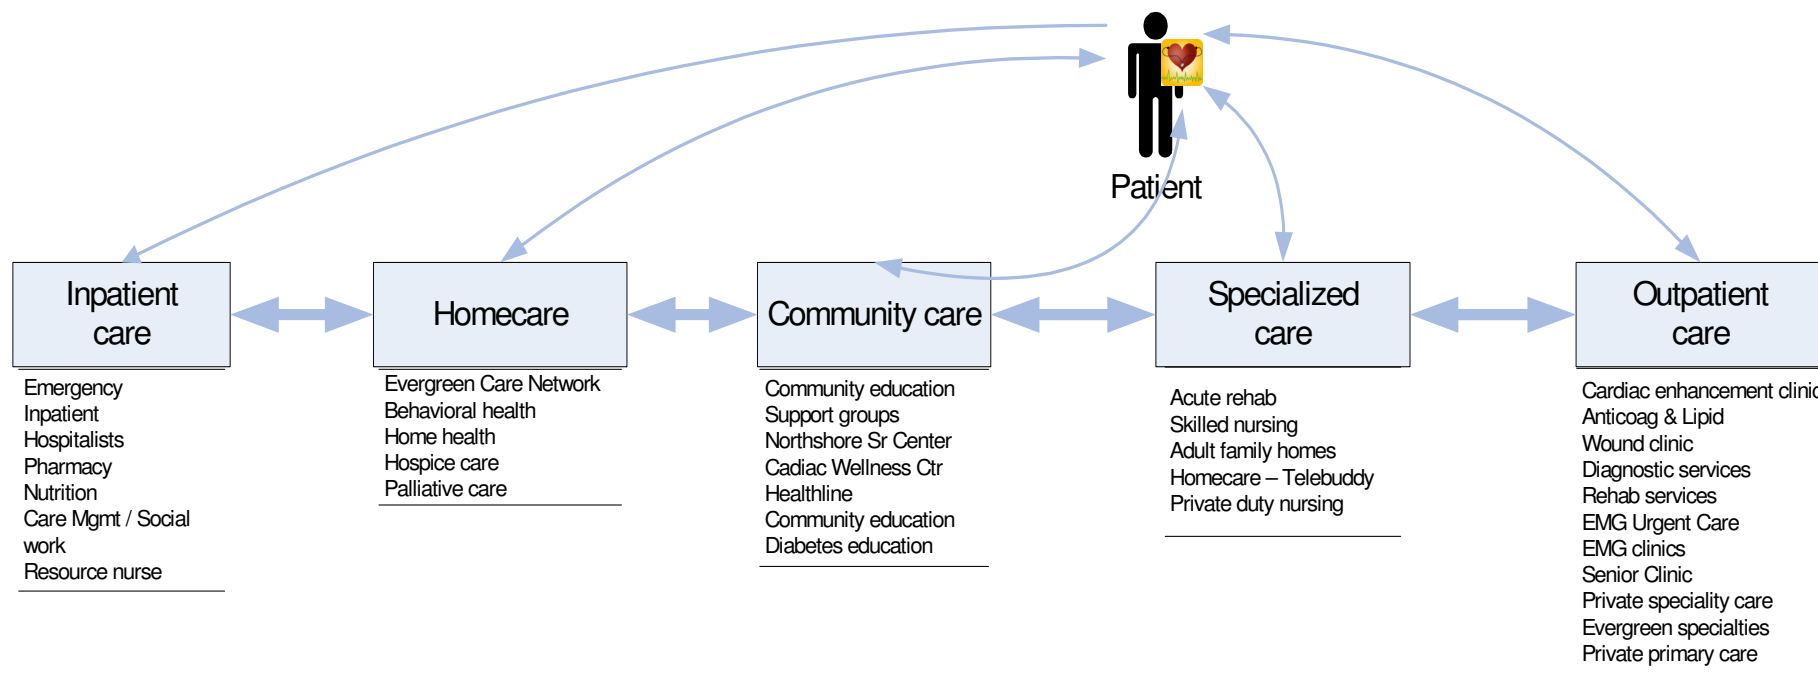 Patient
Inpatient
care
Homecare
Community care
Specialized
care
Outpatient
care
Emergency
Inpatient
Hospitalists
Pharmacy
Nutrition
Care Mgmt / Social
work
Resource nurse
Evergreen Care Network
Behavioral health
Home health
Hospice care
Palliative care
Community education
Support groups
Northshore Sr Center
Cadiac Wellness Ctr
Healthline
Community education
Diabetes education
Acute rehab
Skilled nursing
Adult family homes
Homecare – Telebuddy
Private duty nursing
Cardiac enhancement clinic
Anticoag & Lipid
Wound clinic
Diagnostic services
Rehab services
EMG Urgent Care
EMG clinics
Senior Clinic
Private speciality care
Evergreen specialties
Private primary care